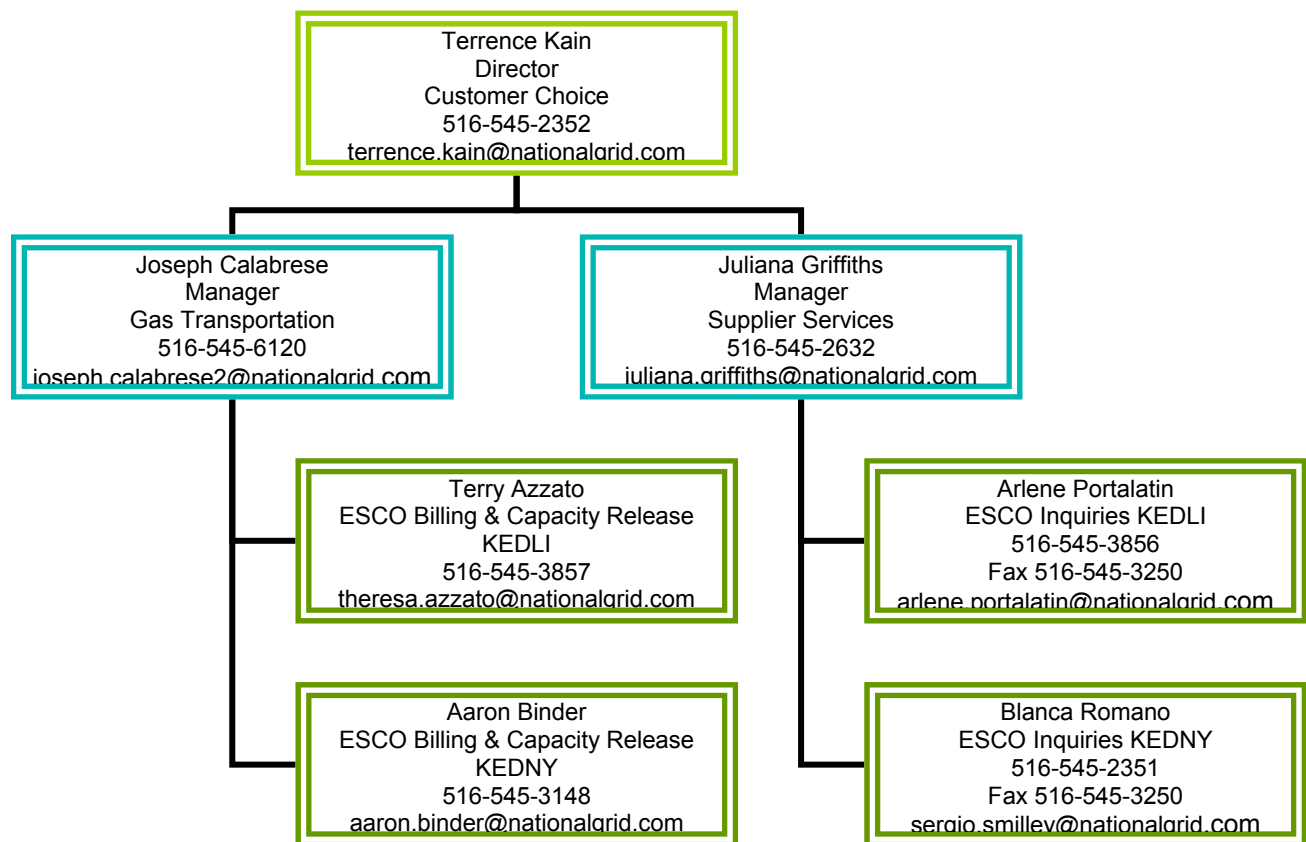 Terrence Kain
Director
Customer Choice
516-545-2352
terrence.kain@nationalgrid.com
Joseph Calabrese
Manager
Gas Transportation
516-545-6120
joseph.calabrese2@nationalgrid.com
Juliana Griffiths
Manager
Supplier Services
516-545-2632
juliana.griffiths@nationalgrid.com
Terry Azzato
ESCO Billing & Capacity Release
KEDLI
516-545-3857
theresa.azzato@nationalgrid.com
Arlene Portalatin
ESCO Inquiries KEDLI
516-545-3856
Fax 516-545-3250
arlene.portalatin@nationalgrid.com
Aaron Binder
ESCO Billing & Capacity Release
KEDNY
516-545-3148
aaron.binder@nationalgrid.com
Blanca Romano
ESCO Inquiries KEDNY
516-545-2351
Fax 516-545-3250
sergio.smilley@nationalgrid.com